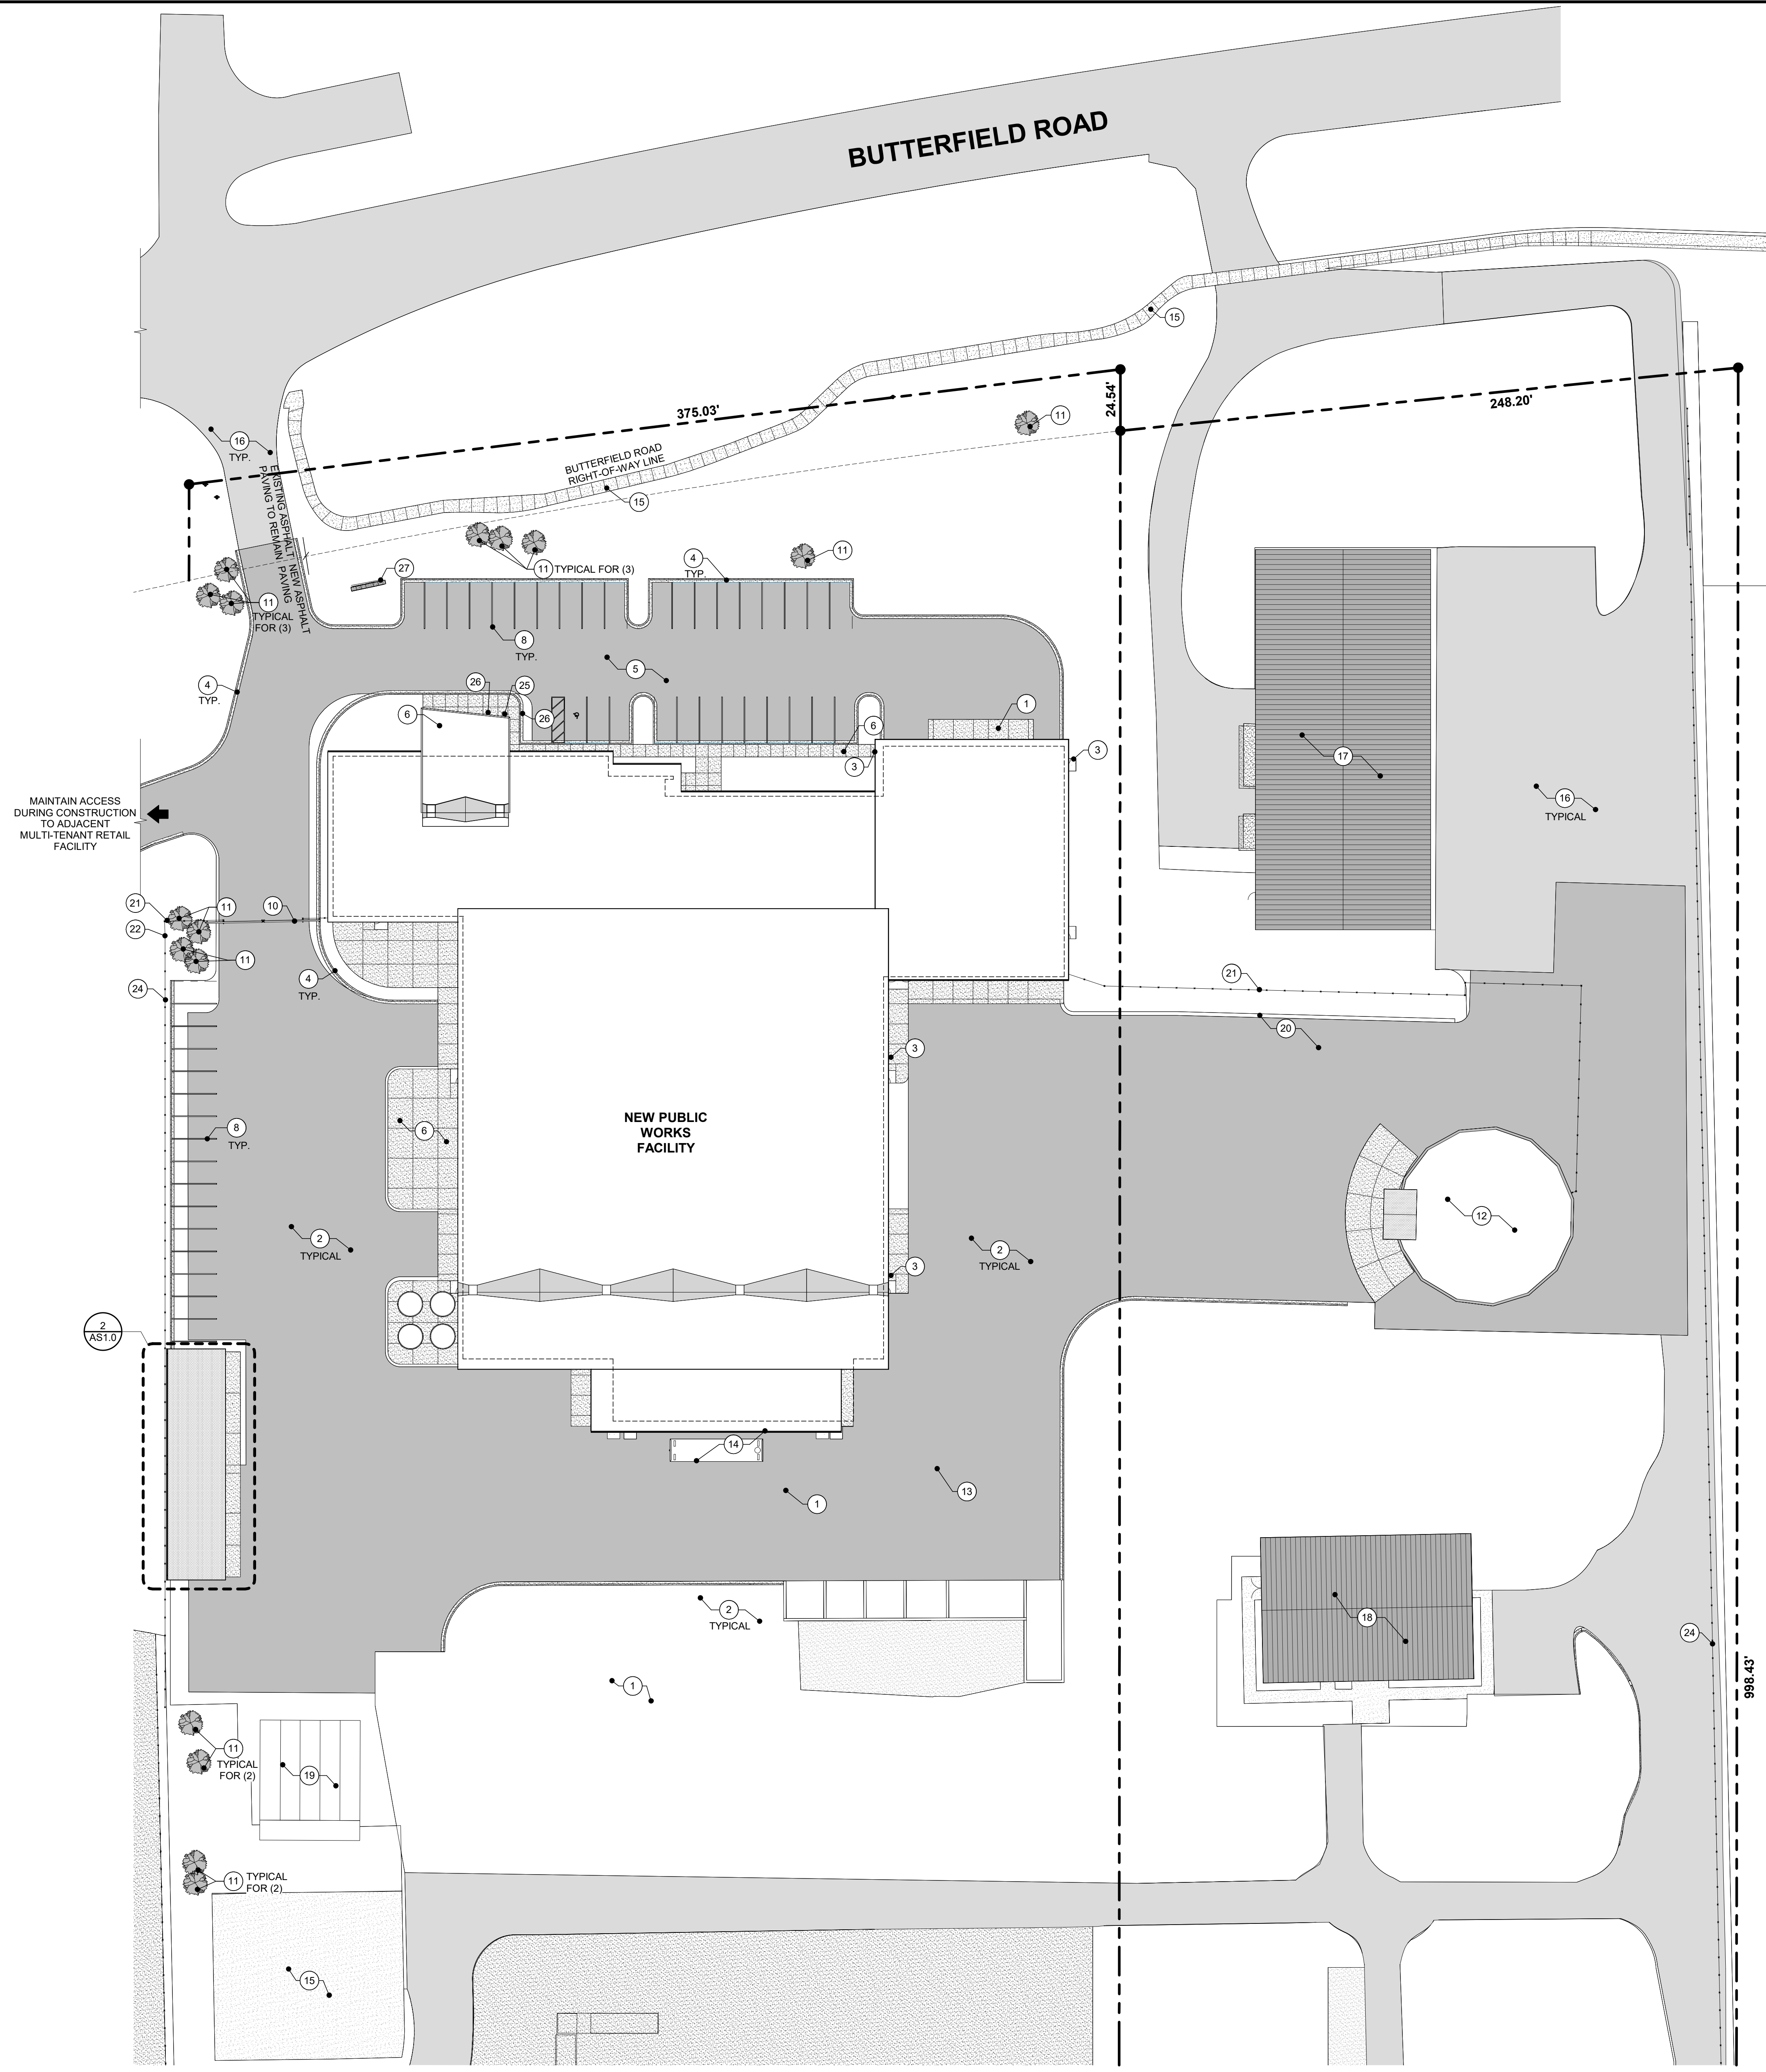 BUTTERFIELD ROAD
15
375.03'
24.54'
248.20'
11
16
TYP.
BUTTERFIELD ROAD
RIGHT-OF-WAY LINE
15
EXISTING ASPHALT
PAVING TO REMAIN
NEW ASPHALT
PAVING
27
11 TYPICAL FOR (3)
4
TYP.
11
11
TYPICAL
FOR (3)
8
TYP.
5
4
TYP.
26
25
26
6
6
1
3
3
17
16
TYPICAL
MAINTAIN ACCESS
DURING CONSTRUCTION
TO ADJACENT
MULTI-TENANT RETAIL
FACILITY
21
11
10
22
11
4
TYP.
24
21
20
3
NEW PUBLIC
WORKS
FACILITY
8
TYP.
6
12
2
TYPICAL
2
TYPICAL
3
2
AS1.0
14
13
1
2
TYPICAL
18
24
998.43'
1
11
TYPICAL
FOR (2)
19
11 TYPICAL
FOR (2)
15